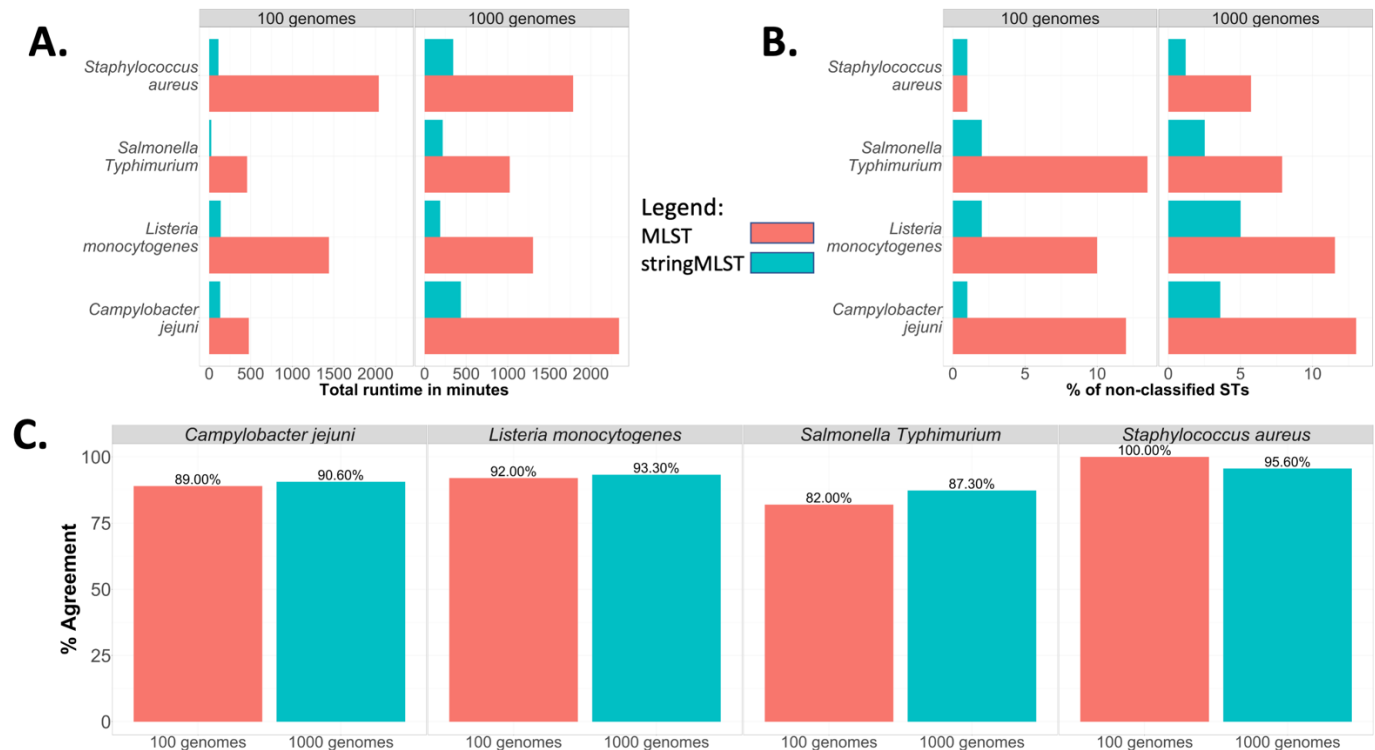 A.
100 genomes
1000 genomes
Staphylococcus
aureus
Salmonella
Typhimurium
Listeria
monocytogenes
Campylobacter
jejuni
0 500 1000 1500 2000
0 500 1000 1500 2000
Total runtime in minutes
Legend:
MLST
stringMLST
B.
100 genomes
1000 genomes
Staphylococcus
aureus
Salmonella
Typhimurium
Listeria
monocytogenes
Campylobacter
jejuni
0 5 10
0 5 10
% of non-classified STs
C.
Campylobacter jejuni
Listeria monocytogenes
Salmonella Typhimurium
Staphylococcus aureus
% Agreement
100
75
50
25
0
89.00%
90.60%
92.00%
93.30%
82.00%
87.30%
100.00%
95.60%
100 genomes
1000 genomes
100 genomes
1000 genomes
100 genomes
1000 genomes
100 genomes
1000 genomes